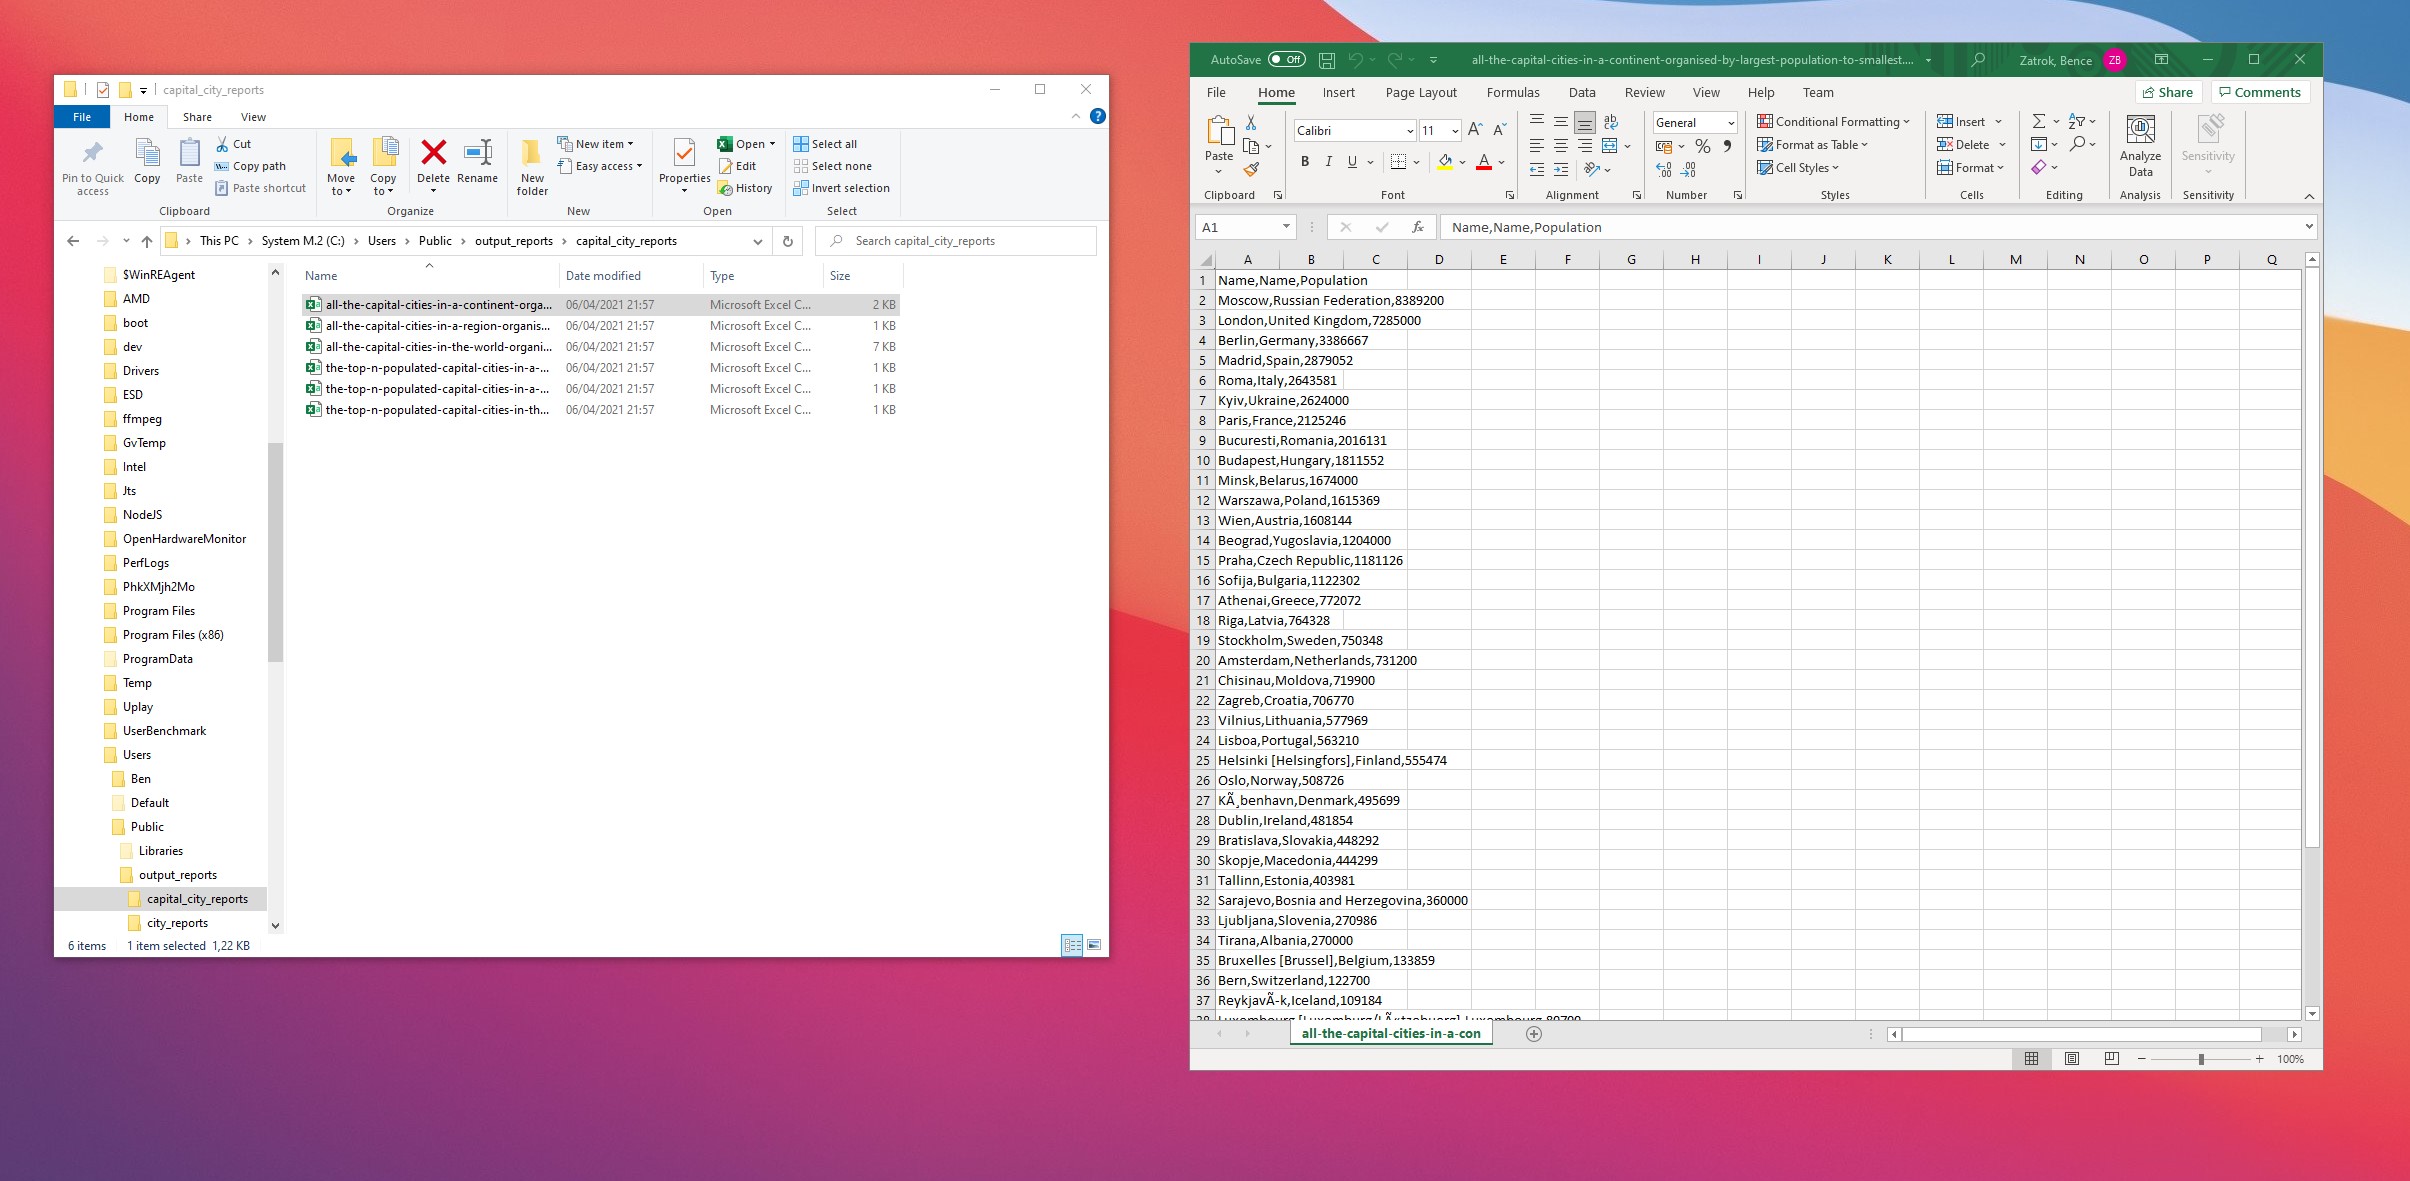 capital_city_reports
File Home Share View
Pin to Quick access
Copy
Paste
Cut
Copy path
Paste shortcut
Clipboard
Move to
Copy to
Delete
Rename
Organize
New folder
New item
Easy access
New
Properties
Open
Edit
History
Open
Select all
Select none
Invert selection
Select
This PC > System M.2 (C:) > Users > Public > output_reports > capital_city_reports
Search capital_city_reports
$WinREAgent
AMD
boot
dev
Drivers
ESD
ffmpeg
GvTemp
Intel
Jts
NodeJS
OpenHardwareMonitor
PerfLogs
PhkXMjh2Mo
Program Files
Program Files (x86)
ProgramData
Temp
Uplay
UserBenchmark
Users
Ben
Default
Public
Libraries
output_reports
capital_city_reports
city_reports
Name Date modified Type Size
all-the-capital-cities-in-a-continent-orga... 06/04/2021 21:57 Microsoft Excel C... 2 KB
all-the-capital-cities-in-a-region-organis... 06/04/2021 21:57 Microsoft Excel C... 1 KB
all-the-capital-cities-in-the-world-organi... 06/04/2021 21:57 Microsoft Excel C... 7 KB
the-top-n-populated-capital-cities-in-a-... 06/04/2021 21:57 Microsoft Excel C... 1 KB
the-top-n-populated-capital-cities-in-a-... 06/04/2021 21:57 Microsoft Excel C... 1 KB
the-top-n-populated-capital-cities-in-th... 06/04/2021 21:57 Microsoft Excel C... 1 KB
6 items 1 item selected 1,22 KB
AutoSave Off
all-the-capital-cities-in-a-continent-organised-by-largest-population-to-smallest....
Zatrok, Bence ZB
File Home Insert Page Layout Formulas Data Review View Help Team
Share Comments
Paste
Clipboard
Calibri 11
B I U
Font
Alignment
General
Number
Conditional Formatting
Format as Table
Cell Styles
Styles
Insert
Delete
Format
Cells
Editing
Analyze Data
Analysis
Sensitivity
Sensitivity
A1 fx Name,Name,Population
A B C D E F G H I J K L M N O P Q
1 Name,Name,Population
2 Moscow,Russian Federation,8389200
3 London,United Kingdom,7285000
4 Berlin,Germany,3386667
5 Madrid,Spain,2879052
6 Roma,Italy,2643581
7 Kyiv,Ukraine,2624000
8 Paris,France,2125246
9 Bucuresti,Romania,2016131
10 Budapest,Hungary,1811552
11 Minsk,Belarus,1674000
12 Warszawa,Poland,1615369
13 Wien,Austria,1608144
14 Beograd,Yugoslavia,1204000
15 Praha,Czech Republic,1181126
16 Sofija,Bulgaria,1122302
17 Athenai,Greece,772072
18 Riga,Latvia,764328
19 Stockholm,Sweden,750348
20 Amsterdam,Netherlands,731200
21 Chisinau,Moldova,719900
22 Zagreb,Croatia,706770
23 Vilnius,Lithuania,577969
24 Lisboa,Portugal,563210
25 Helsinki [Helsingfors],Finland,555474
26 Oslo,Norway,508726
27 KÃ¸benhavn,Denmark,495699
28 Dublin,Ireland,481854
29 Bratislava,Slovakia,448292
30 Skopje,Macedonia,444299
31 Tallinn,Estonia,403981
32 Sarajevo,Bosnia and Herzegovina,360000
33 Ljubljana,Slovenia,270986
34 Tirana,Albania,270000
35 Bruxelles [Brussel],Belgium,133859
36 Bern,Switzerland,122700
37 ReykjavÃ-k,Iceland,109184
all-the-capital-cities-in-a-con
100%